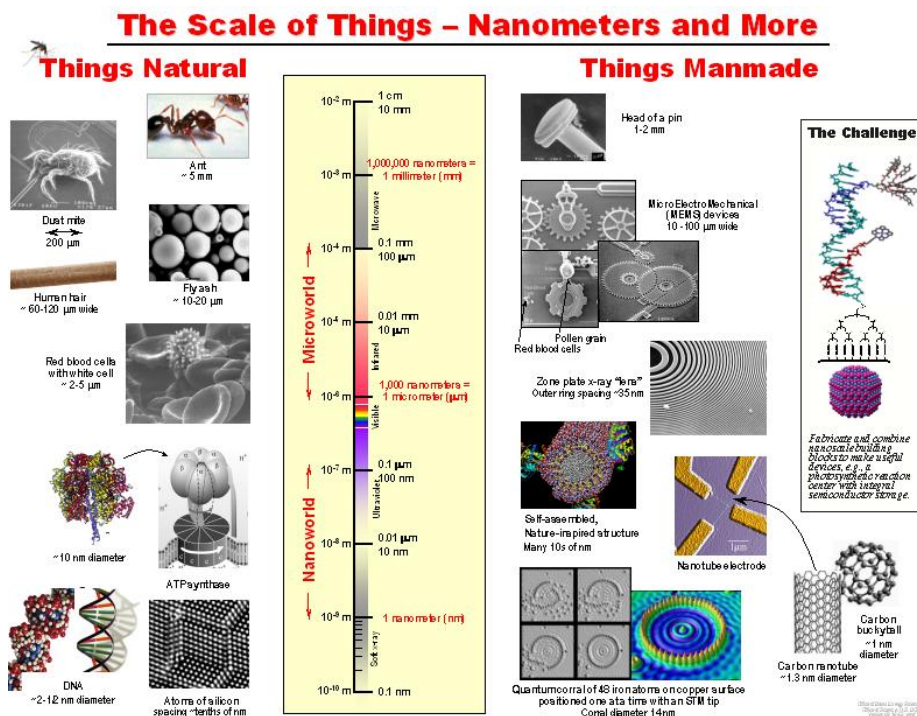 The Scale of Things – Nanometers and More
Things Natural
Things Manmade
Ant
~ 5 mm
Dust mite
200 µm
Fly ash
~ 10-20 µm
Human hair
~ 60-120 µm wide
Red blood cells
with white cell
~ 2-5 µm
~10 nm diameter
ATP synthase
DNA
~2-1/2 nm diameter
Atoms of silicon
spacing ~tenths of nm
Microworld
Nanoworld
10-2 m
1 cm
10 mm
1,000,000 nanometers =
10-3 m
1 millimeter (mm)
Microwave
10-4 m
0.1 mm
100 µm
0.01 mm
10 µm
Infrared
1,000 nanometers =
10-6 m
1 micrometer (µm)
Visible
10-7 m
0.1 µm
100 nm
Ultraviolet
10-8 m
0.01 µm
10 nm
10-9 m
1 nanometer (nm)
Soft x-ray
10-10 m
0.1 nm
Head of a pin
1-2 mm
MicroElectroMechanical
(MEMS) devices
10 -100 µm wide
Pollen grain
Red blood cells
Zone plate x-ray “lens”
Outer ring spacing ~35 nm
Self-assembled,
Nature-inspired structure
Many 10s of nm
1µm
Nanotube electrode
Quantum corral of 48 iron atoms on copper surface
positioned one at a time with an STM tip
Corral diameter 14 nm
Carbon nanotube
~ 1.3 nm diameter
Carbon
buckyball
~1 nm
diameter
The Challenge
Fabricate and combine
nanoscale building
blocks to make useful
devices, e.g., a
photosynthetic reaction
center with integral
semiconductor storage.